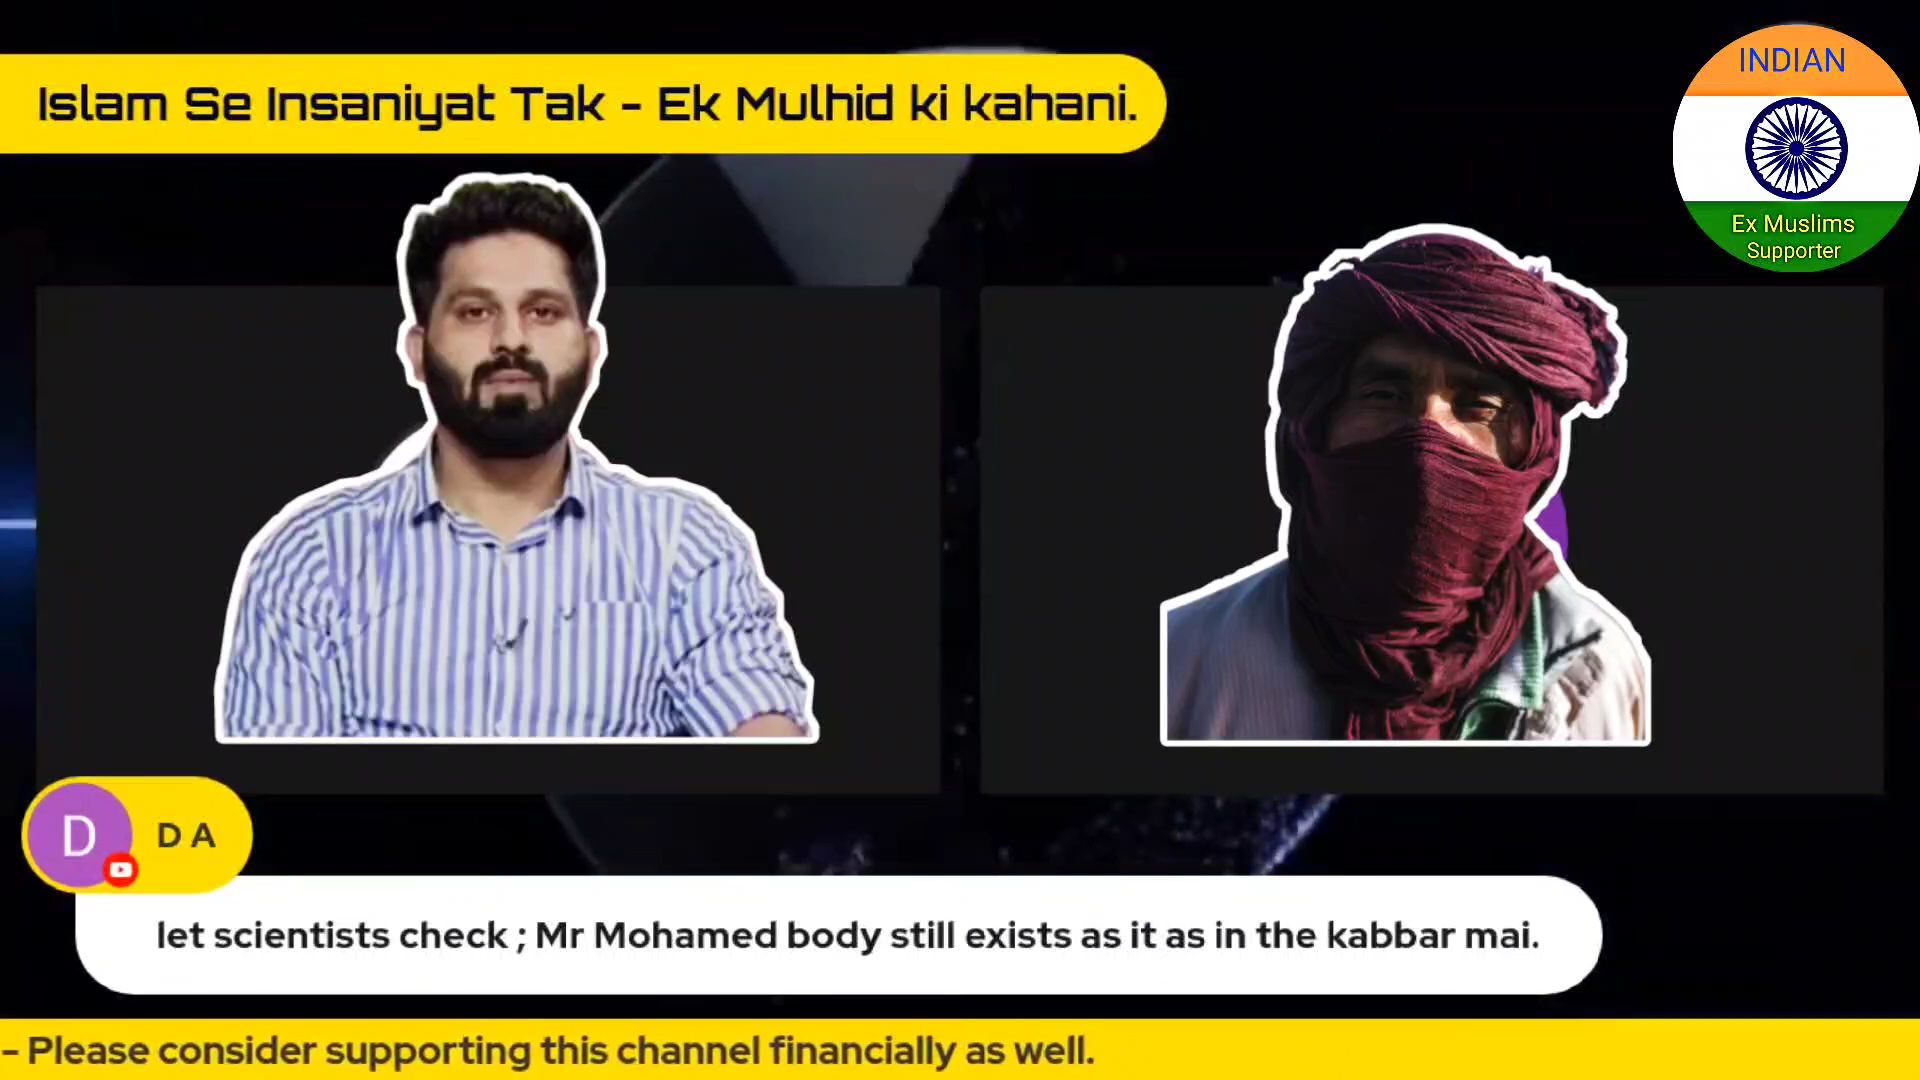 Islam Se Insaniyat Tak - Ek Mulhid ki kahani.
INDIAN
Ex Muslims
Supporter
D
D A
let scientists check ; Mr Mohamed body still exists as it as in the kabbar mai.
- Please consider supporting this channel financially as well.